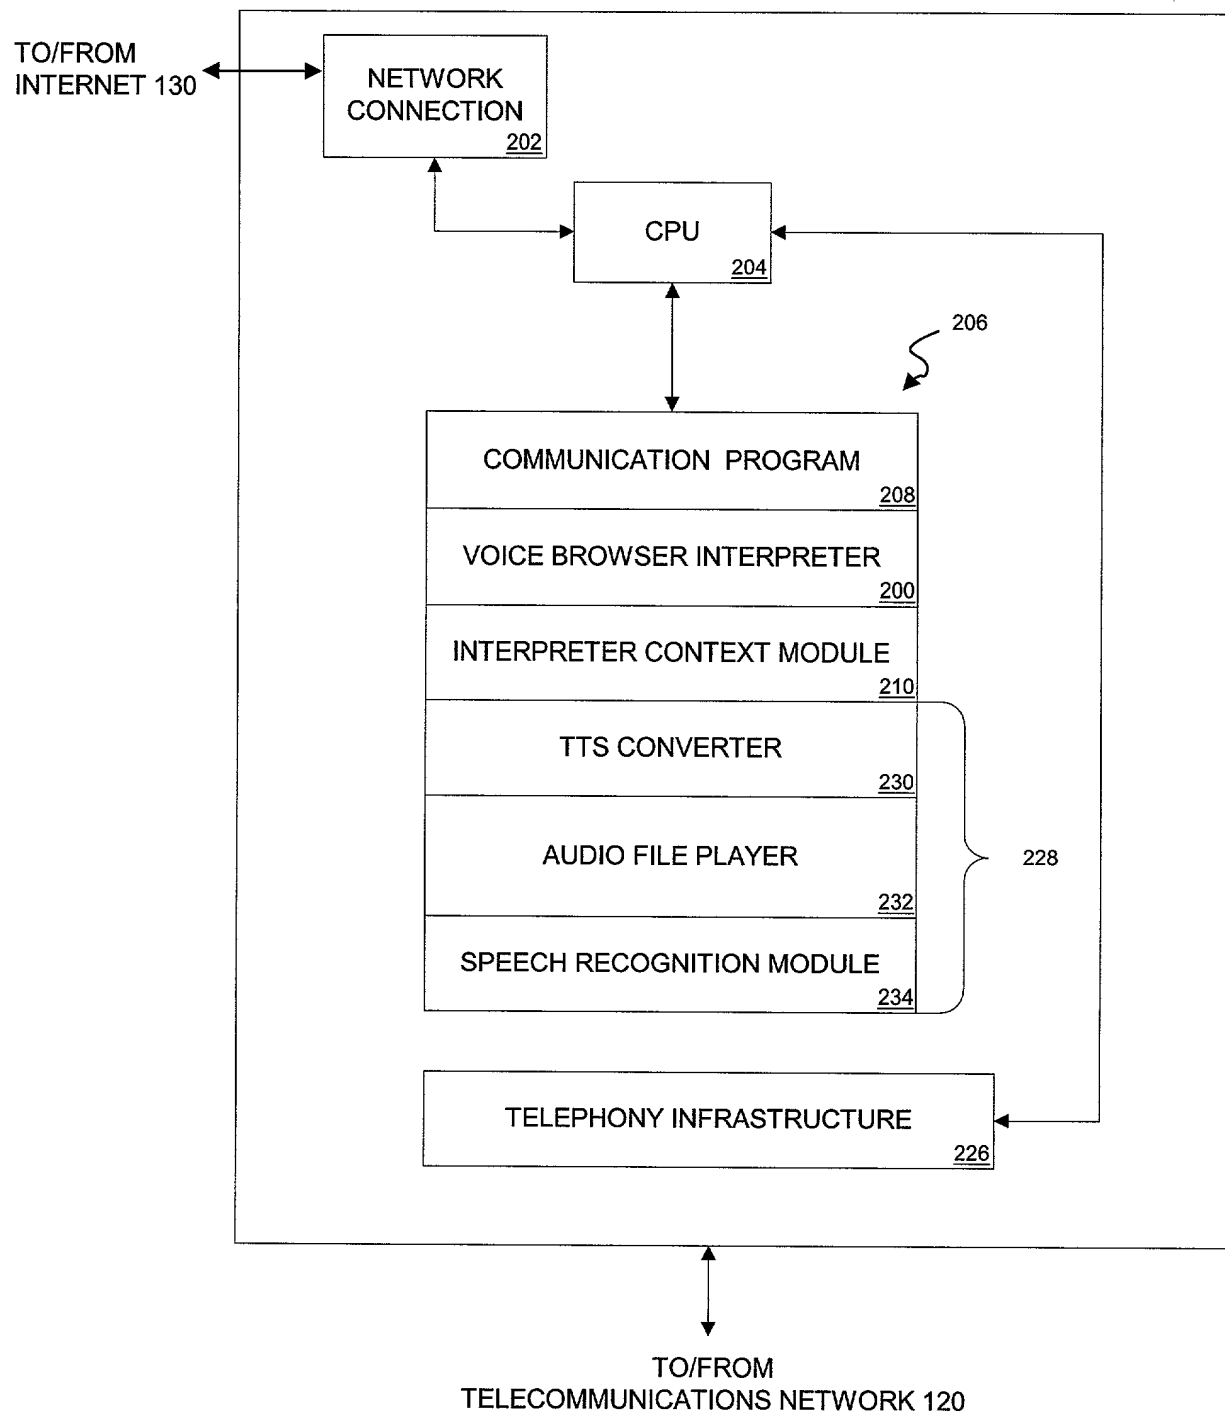 TO/FROM
INTERNET 130
NETWORK
CONNECTION
202
CPU
204
206
COMMUNICATION PROGRAM
208
VOICE BROWSER INTERPRETER
200
INTERPRETER CONTEXT MODULE
210
TTS CONVERTER
230
AUDIO FILE PLAYER
232
228
SPEECH RECOGNITION MODULE
234
TELEPHONY INFRASTRUCTURE
226
TO/FROM
TELECOMMUNICATIONS NETWORK 120